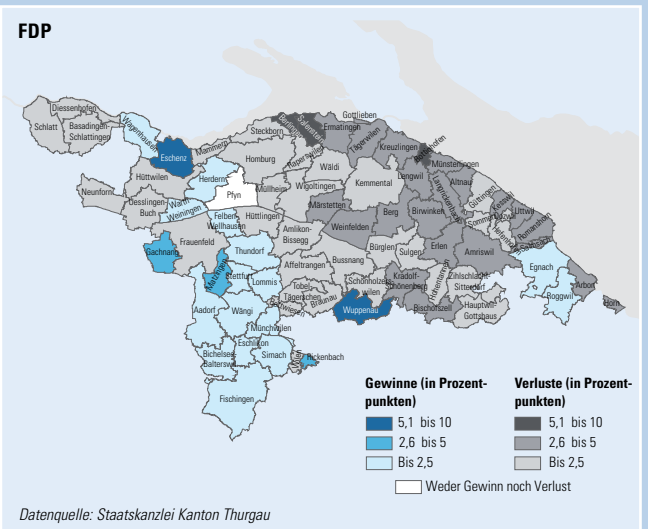 FDP
Gottlieben
Diessenhofen
Schlatt
Basadingen-
Schlattingen
Wagenhausen
Eschenz
Mammern
Steckborn
Ermatingen
Tägerwilen
Kreuzlingen
Bottighofen
Münsterlingen
Hüttwilen
Herdern
Homburg
Raperswilen
Wäldi
Lengwil
Altnau
Langrickenbach
Güttingen
Kesswil
Neunforn
Uesslingen-
Buch
Warth-
Weiningen
Pfyn
Müllheim
Wigoltingen
Kemmental
Märstetten
Berg
Birwinken
Sommeri
Uttwil
Romanshorn
Felben-
Wellhausen
Hüttlingen
Amlikon-
Bissegg
Weinfelden
Bürglen
Sulgen
Erlen
Amriswil
Frauenfeld
Gachnang
Thundorf
Matzingen
Stettfurt
Lommis
Affeltrangen
Bussnang
Egnach
Roggwil
Arbon
Horn
Tobel-
Tägerschen
Braunau
Schönholzers-
wilen
Wuppenau
Kradolf-
Schönenberg
Bischofszell
Hohentannen
Zihlschlacht-
Sitterdorf
Hauptwil-
Gottshaus
Aadorf
Wängi
Münchwilen
Eschlikon
Bichelsee-
Balterswil
Sirnach
Wilen
Rickenbach
Fischingen
Gewinne (in Prozent-
punkten)
5,1 bis 10
2,6 bis 5
Bis 2,5
Verluste (in Prozent-
punkten)
5,1 bis 10
2,6 bis 5
Bis 2,5
Weder Gewinn noch Verlust
Datenquelle: Staatskanzlei Kanton Thurgau